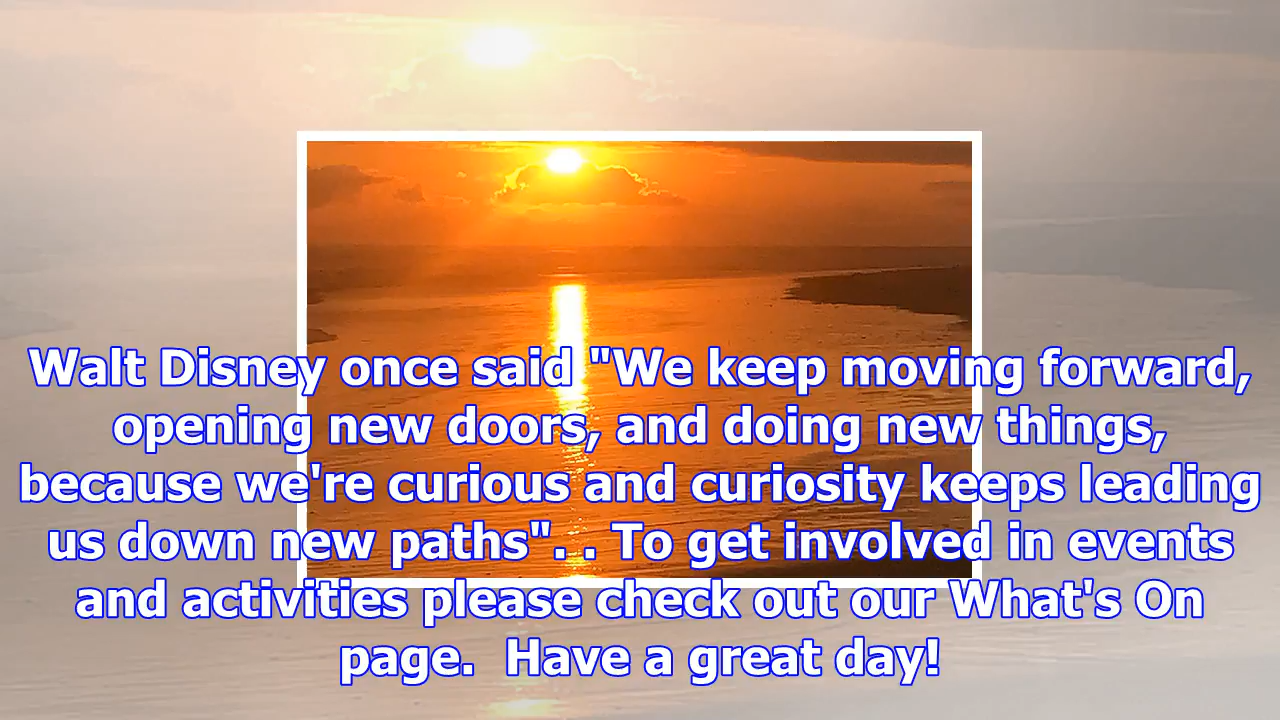 Walt Disney once said "We keep moving forward,
opening new doors, and doing new things,
because we're curious and curiosity keeps leading
us down new paths". . To get involved in events
and activities please check out our What's On
page.  Have a great day!